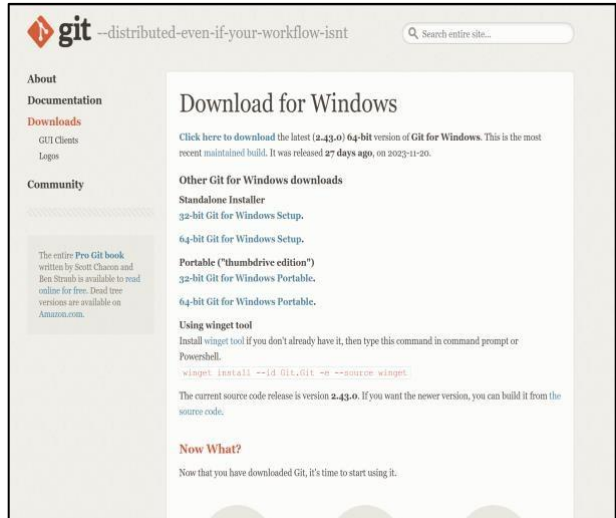 git --distributed-even-if-your-workflow-isnt
Search entire site...
About
Documentation
Downloads
GUI Clients
Logos
Community
The entire Pro Git book
written by Scott Chacon and
Ben Straub is available to read
online for free. Dead tree
versions are available on
Amazon.com.
Download for Windows
Click here to download the latest (2.43.0) 64-bit version of Git for Windows. This is the most
recent maintained build. It was released 27 days ago, on 2023-11-20.
Other Git for Windows downloads
Standalone Installer
32-bit Git for Windows Setup.
64-bit Git for Windows Setup.
Portable ("thumbdrive edition")
32-bit Git for Windows Portable.
64-bit Git for Windows Portable.
Using winget tool
Install winget tool if you don't already have it, then type this command in command prompt or
Powershell.
winget install --id Git.Git -e --source winget
The current source code release is version 2.43.0. If you want the newer version, you can build it from the
source code.
Now What?
Now that you have downloaded Git, it's time to start using it.